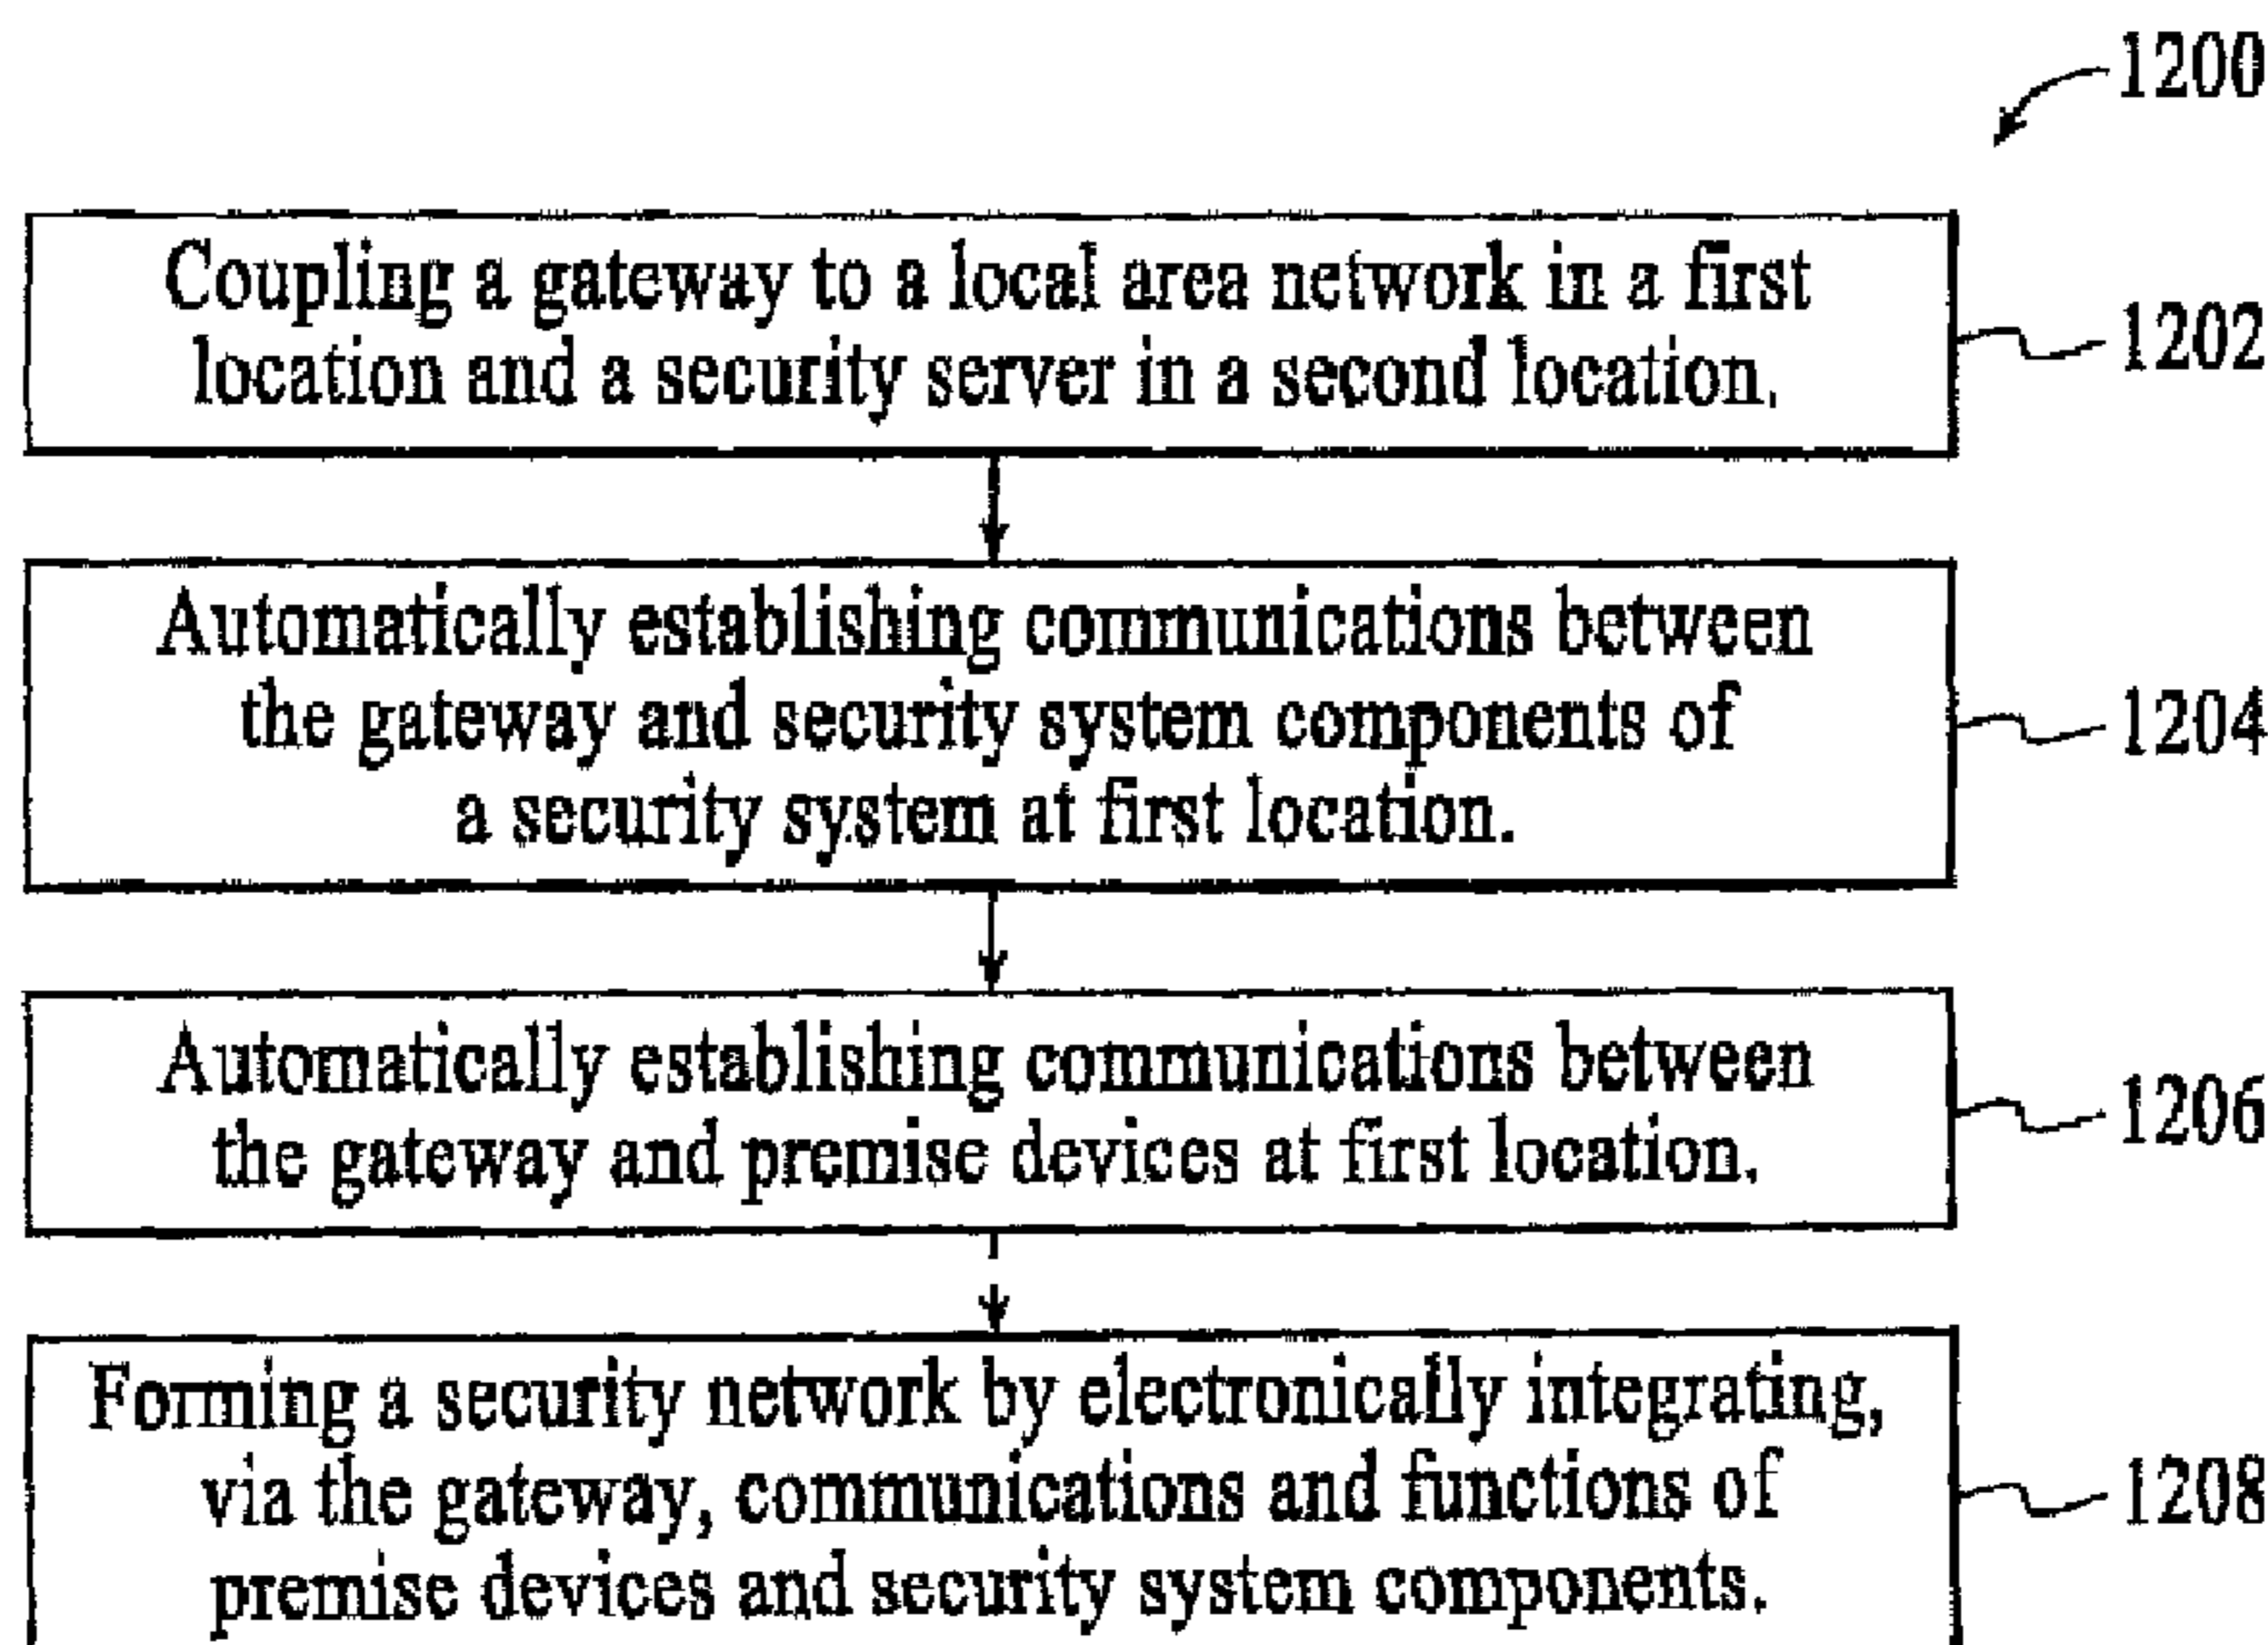 1200
Coupling a gateway to a local area network in a first
location and a security server in a second location.
1202
Automatically establishing communications between
the gateway and security system components of
a security system at first location.
1204
Automatically establishing communications between
the gateway and premise devices at first location.
1206
Forming a security network by electronically integrating,
via the gateway, communications and functions of
premise devices and security system components.
1208